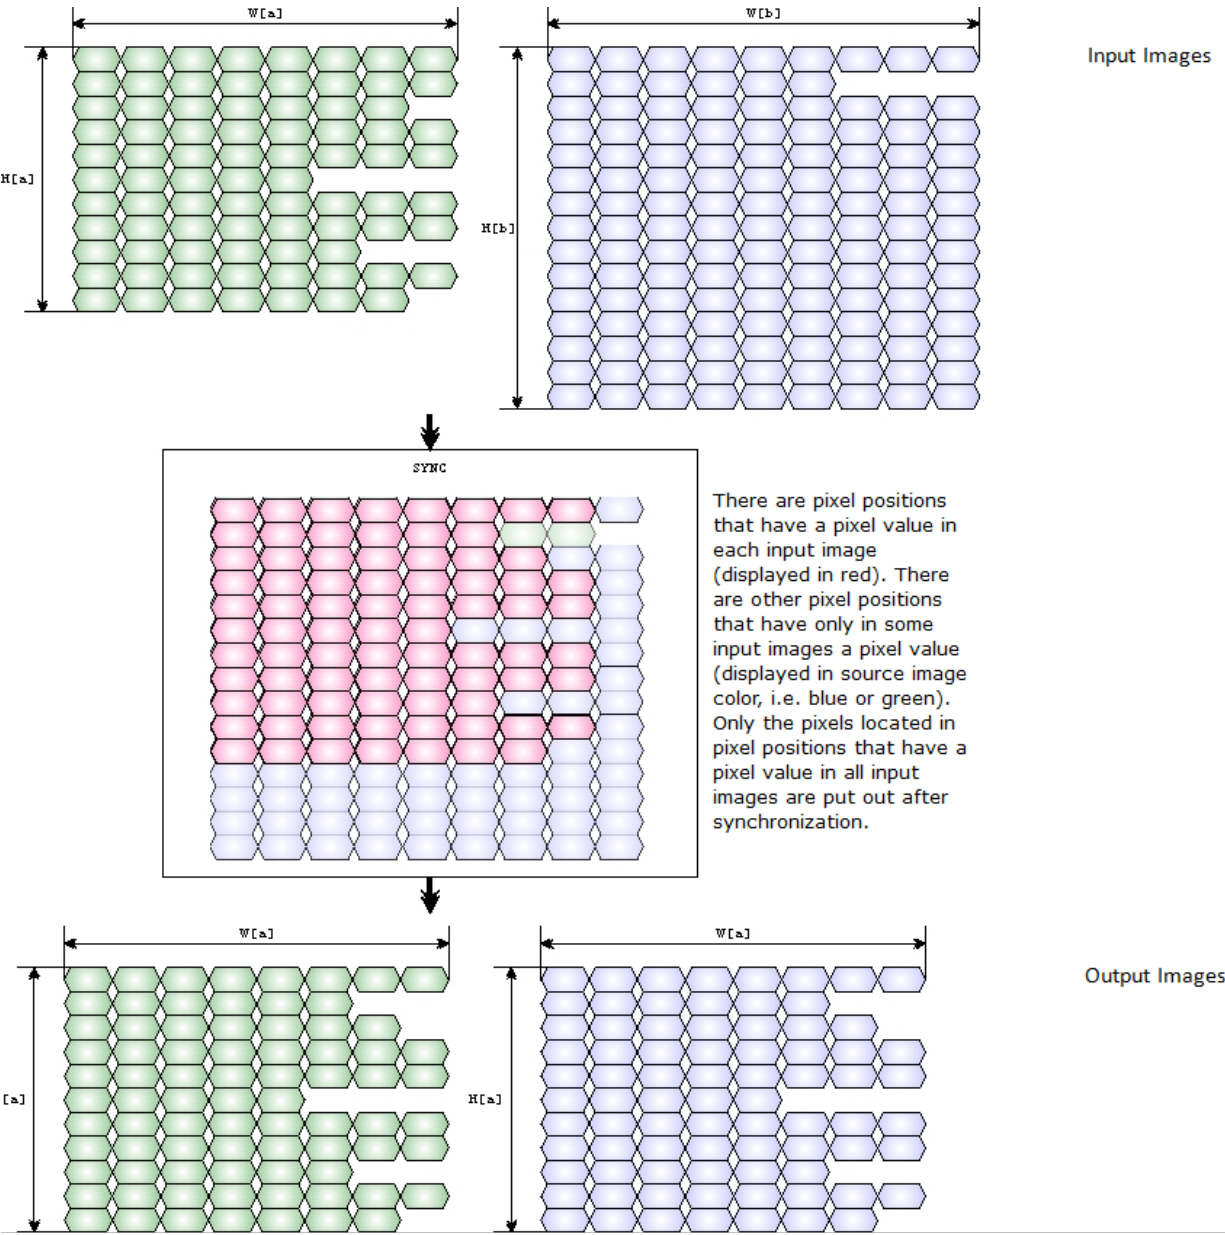 W[a]
W[b]
Input Images
H[a]
H[b]
SYNC
There are pixel positions
that have a pixel value in
each input image
(displayed in red). There
are other pixel positions
that have only in some
input images a pixel value
(displayed in source image
color, i.e. blue or green).
Only the pixels located in
pixel positions that have a
pixel value in all input
images are put out after
synchronization.
W[a]
W[a]
Output Images
[a]
H[a]